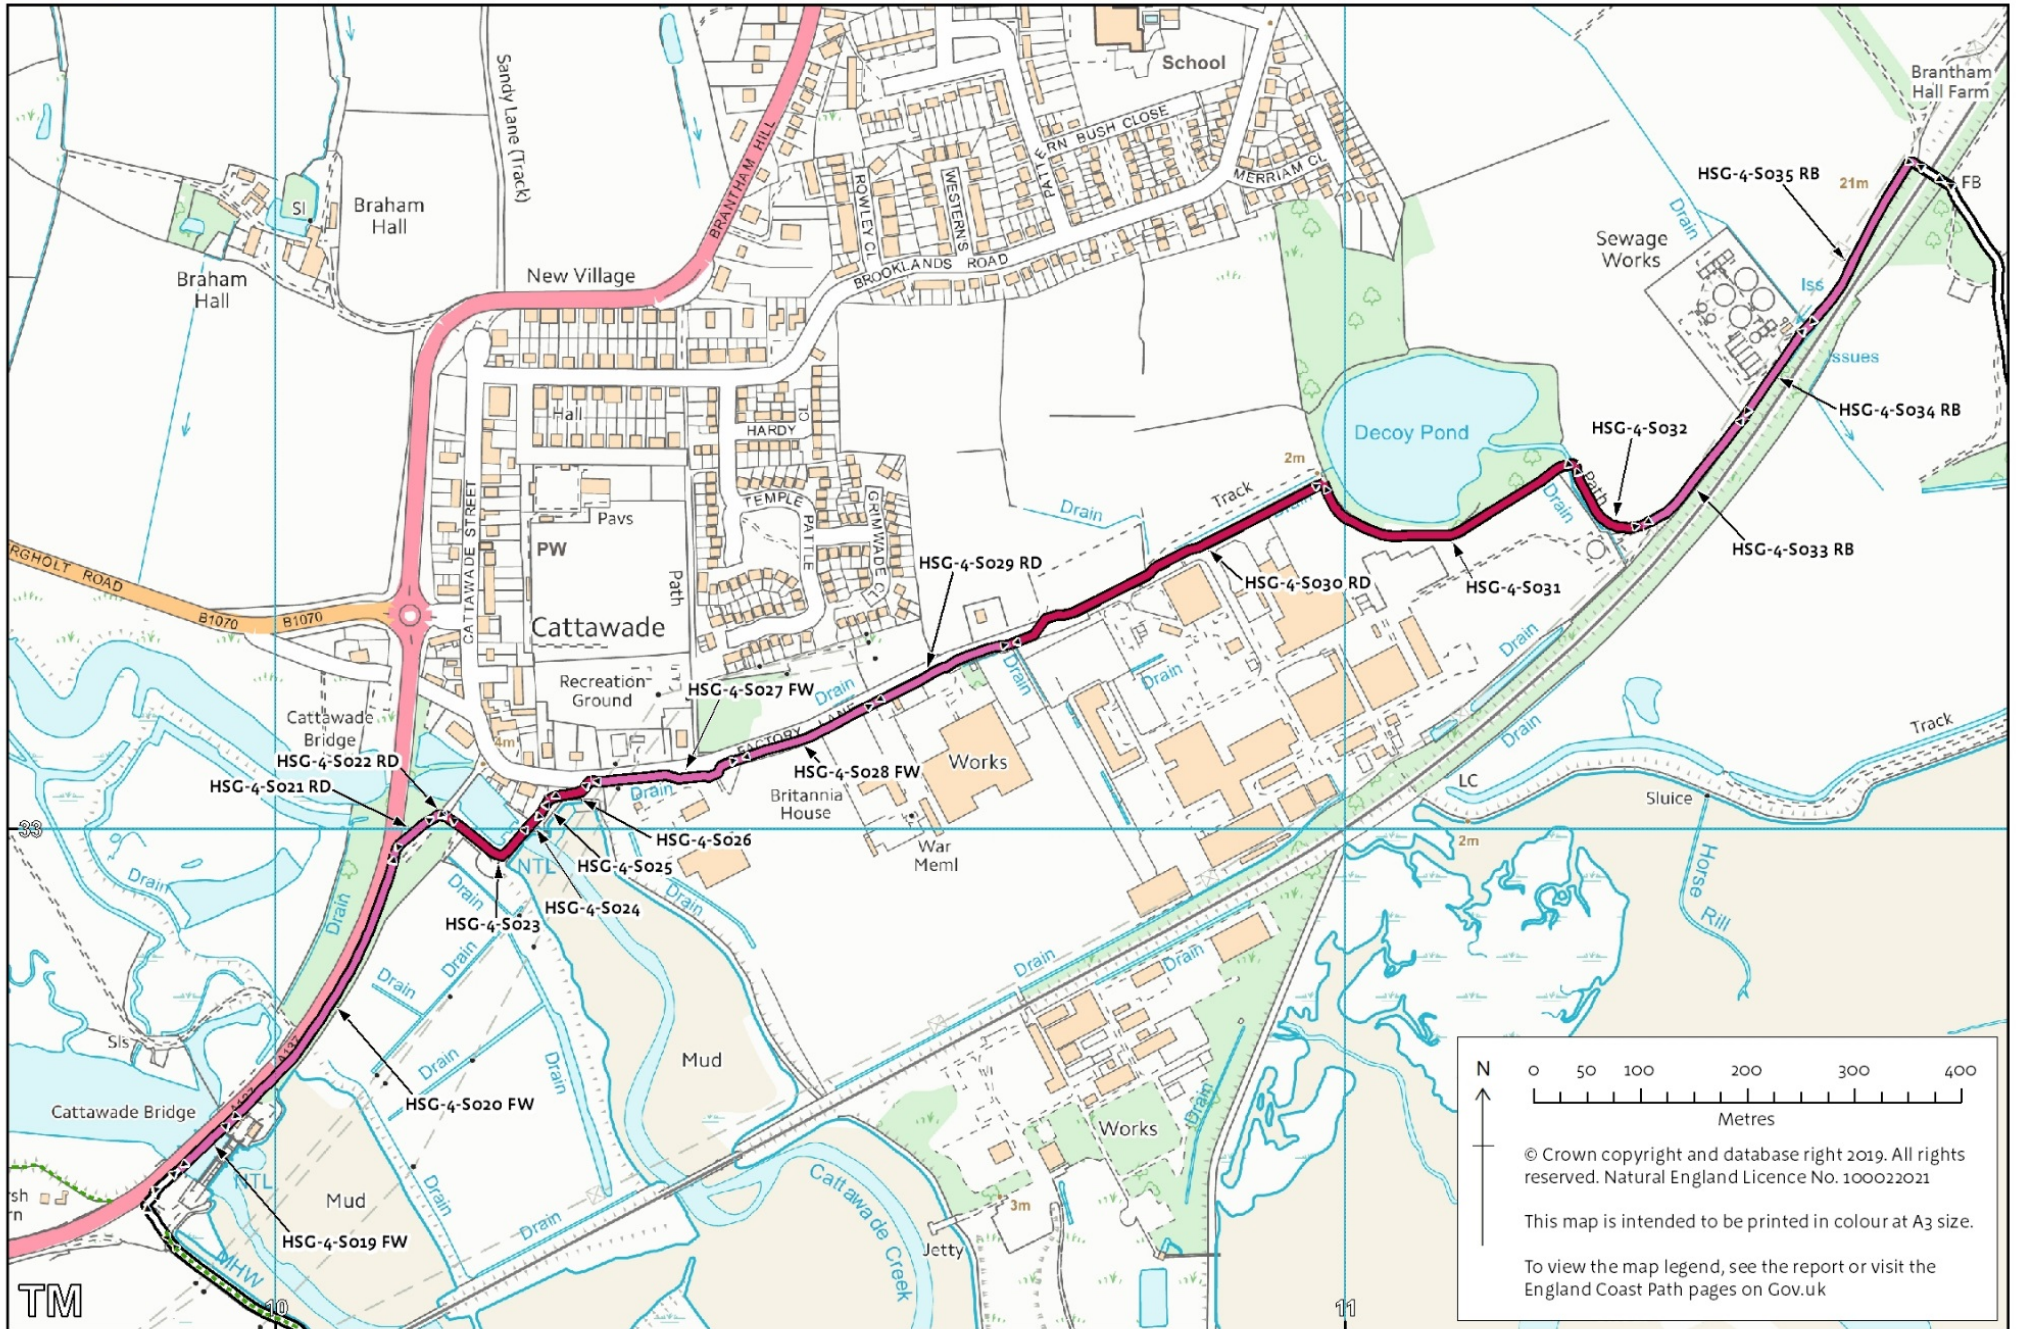 School
Brantham
Hall Farm
Sandy Lane (Track)
BRANTHAM HILL
PATTERN BUSH CLOSE
MERRIAM CL
ROWLEY CL
WESTERN'S
BROOKLANDS ROAD
HSG-4-S035 RB
21m
FB
Drain
Sewage
Works
SI
Braham
Hall
Braham
Hall
New Village
Iss
Issues
HSG-4-S034 RB
Hall
HARDY CL
Decoy Pond
HSG-4-S032
2m
Path
Drain
Track
Drain
Drain
CATTAWADE STREET
TEMPLE PATTLE
GRIMWADE CL
Pavs
PW
Path
HSG-4-S033 RB
HSG-4-S029 RD
HSG-4-S030 RD
HSG-4-S031
RGHOLT ROAD
B1070
B1070
Cattawade
Drain
Drain
Drain
Recreation
Ground
HSG-4-S027 FW
Drain
FACTORY LANE
Cattawade
Bridge
4m
HSG-4-S022 RD
HSG-4-S021 RD
HSG-4-S028 FW
Works
Britannia
House
Drain
Drain
Track
LC
Sluice
2m
33
HSG-4-S026
War
Meml
NTL
HSG-4-S025
HSG-4-S024
HSG-4-S023
Drain
Drain
Drain
Drain
Horse
Rill
Drain
Drain
Drain
Drain
Sls
A137
A137
Mud
Drain
Drain
HSG-4-S020 FW
Cattawade Bridge
Works
Drain
NTL
Mud
Drain
Drain
Cattawade Creek
3m
Jetty
HSG-4-S019 FW
MHW
rsh
rn
TM
10
11
N
0 50 100 200 300 400
Metres
© Crown copyright and database right 2019. All rights
reserved. Natural England Licence No. 100022021
This map is intended to be printed in colour at A3 size.
To view the map legend, see the report or visit the
England Coast Path pages on Gov.uk